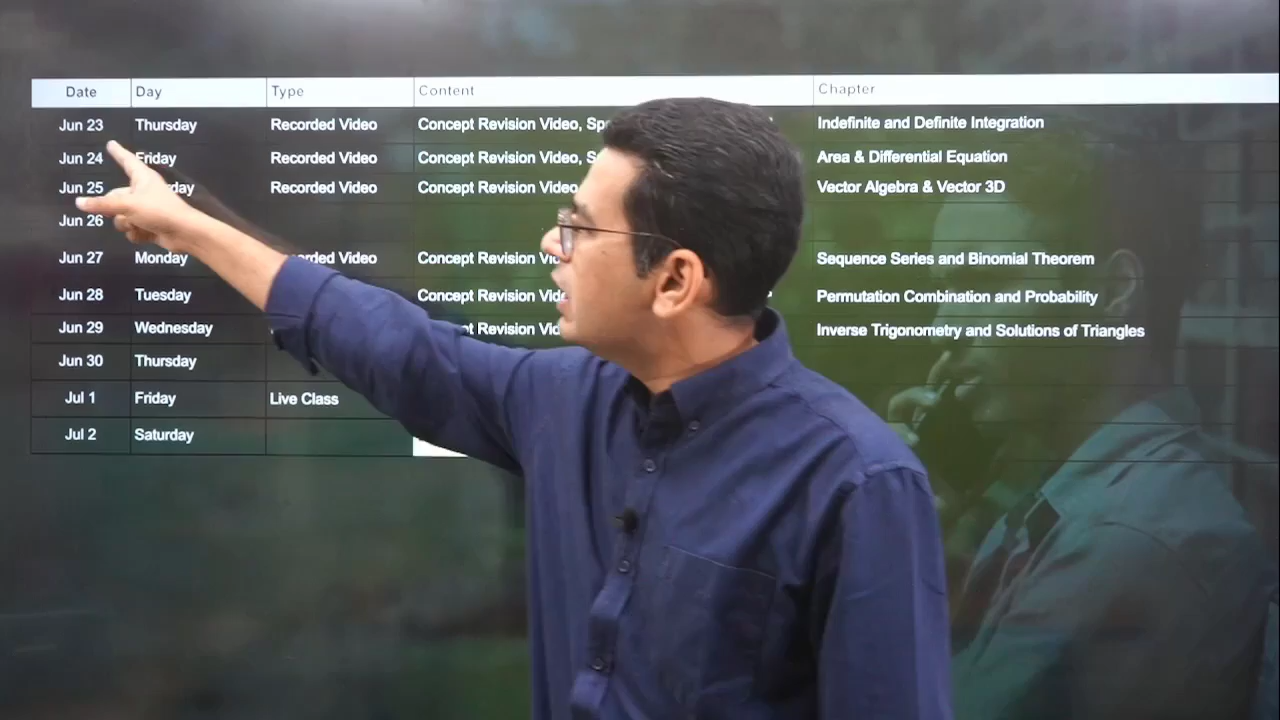 Date Day Type Content Chapter
Jun 23 Thursday Recorded Video Concept Revision Video, Indefinite and Definite Integration
Jun 24 Friday Recorded Video Concept Revision Video, Area & Differential Equation
Jun 25 Recorded Video Concept Revision Video Vector Algebra & Vector 3D
Jun 26
Jun 27 Monday Video Concept Revision Sequence Series and Binomial Theorem
Jun 28 Tuesday Concept Revision Permutation Combination and Probability
Jun 29 Wednesday Revision Inverse Trigonometry and Solutions of Triangles
Jun 30 Thursday
Jul 1 Friday Live Class
Jul 2 Saturday